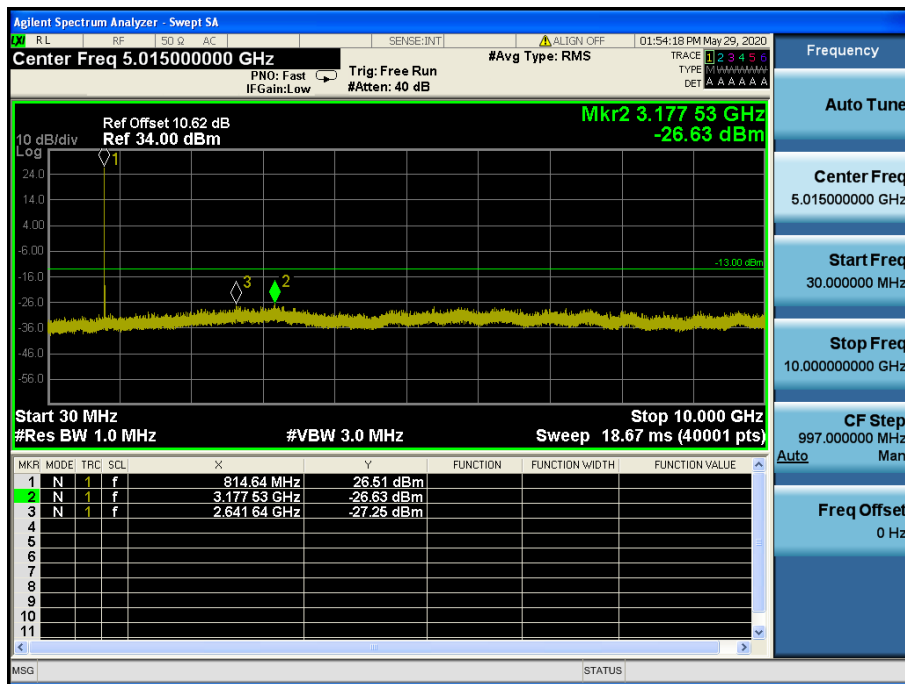 Agilent Spectrum Analyzer - Swept SA
LXI RL RF 50 Ω AC SENSE:INT ALIGN OFF 01:54:18 PM May 29, 2020
Center Freq 5.015000000 GHz #Avg Type: RMS TRACE 1 2 3 4 5 6
PNO: Fast Trig: Free Run TYPE M WWWWW
IFGain:Low #Atten: 40 dB DET A A A A A A
Mkr2 3.177 53 GHz
-26.63 dBm
Ref Offset 10.62 dB
10 dB/div Ref 34.00 dBm
Log
1
24.0
14.0
4.00
-6.00
-13.00 dBm
-16.0
3 2
-26.0
-36.0
-46.0
-56.0
Start 30 MHz Stop 10.000 GHz
#Res BW 1.0 MHz #VBW 3.0 MHz Sweep 18.67 ms (40001 pts)
MKR MODE TRC SCL X Y FUNCTION FUNCTION WIDTH FUNCTION VALUE
1 N 1 f 814.64 MHz 26.51 dBm
2 N 1 f 3.177 53 GHz -26.63 dBm
3 N 1 f 2.641 64 GHz -27.25 dBm
4
5
6
7
8
9
10
11
MSG STATUS
Frequency
Auto Tune
Center Freq
5.015000000 GHz
Start Freq
30.000000 MHz
Stop Freq
10.000000000 GHz
CF Step
997.000000 MHz
Auto Man
Freq Offset
0 Hz